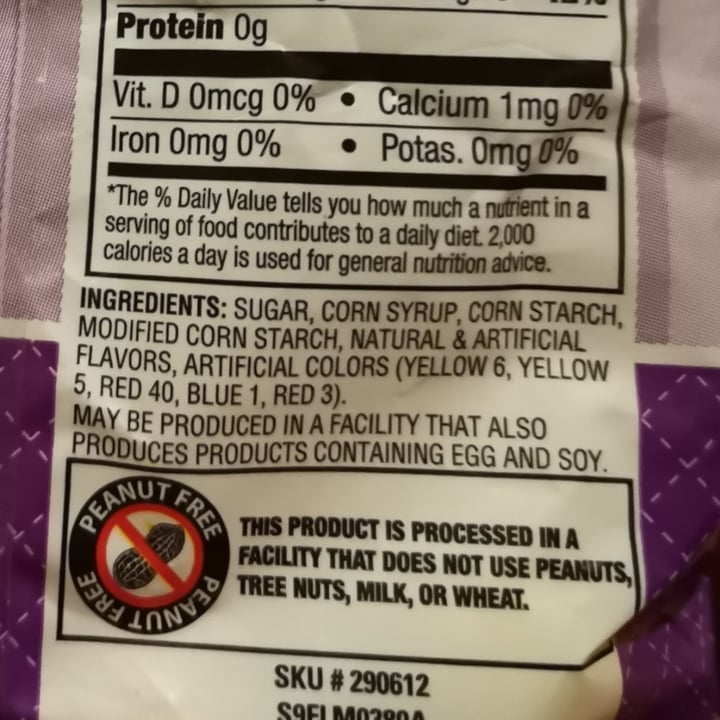 Protein 0g
Vit. D 0mcg 0% • Calcium 1mg 0%
Iron 0mg 0% • Potas. 0mg 0%
*The % Daily Value tells you how much a nutrient in a
serving of food contributes to a daily diet. 2,000
calories a day is used for general nutrition advice.
INGREDIENTS: SUGAR, CORN SYRUP, CORN STARCH,
MODIFIED CORN STARCH, NATURAL & ARTIFICIAL
FLAVORS, ARTIFICIAL COLORS (YELLOW 6, YELLOW
5, RED 40, BLUE 1, RED 3).
MAY BE PRODUCED IN A FACILITY THAT ALSO
PRODUCES PRODUCTS CONTAINING EGG AND SOY.
PEANUT FREE
PEANUT FREE
THIS PRODUCT IS PROCESSED IN A
FACILITY THAT DOES NOT USE PEANUTS,
TREE NUTS, MILK, OR WHEAT.
SKU # 290612